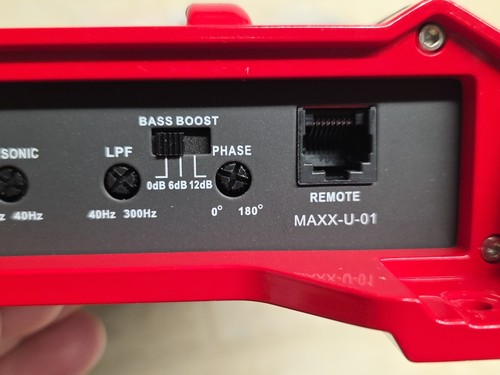 BASS BOOST
SONIC
LPF
PHASE
0dB 6dB 12dB
40Hz
40Hz 300Hz
0° 180°
REMOTE
MAXX-U-01